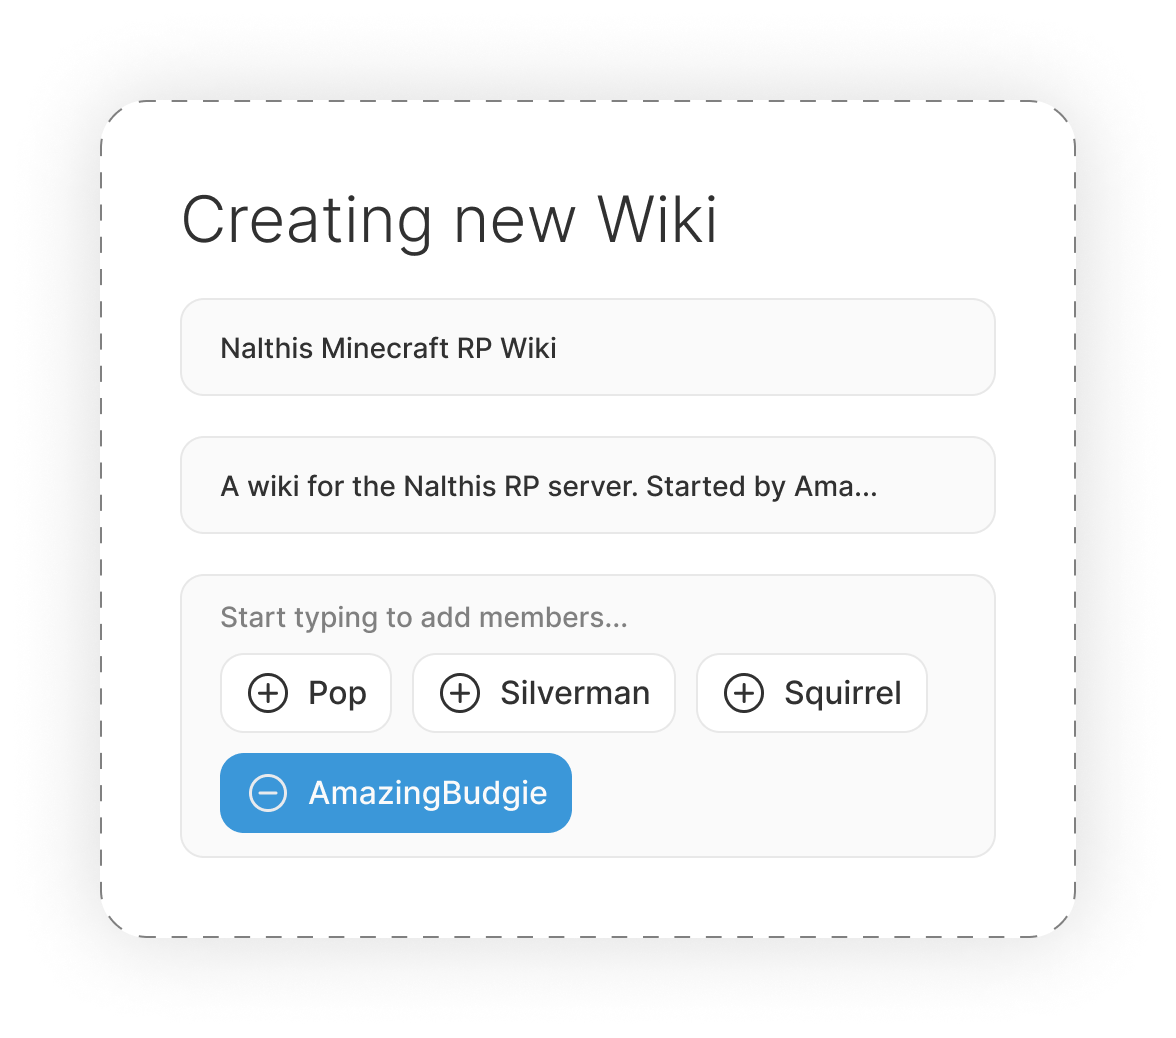 Creating new Wiki
Nalthis Minecraft RP Wiki
A wiki for the Nalthis RP server. Started by Ama...
Start typing to add members...
Pop Silverman Squirrel
AmazingBudgie